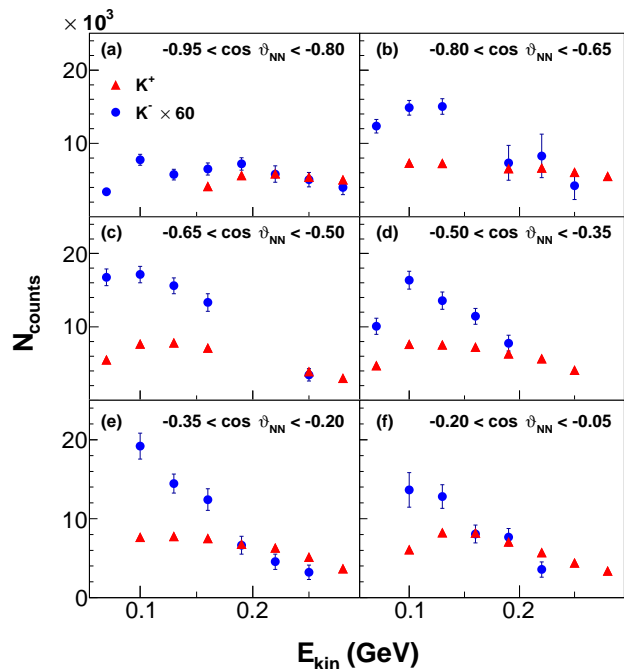 × 10³
(a) -0.95 < cos ϑNN < -0.80
(b) -0.80 < cos ϑNN < -0.65
K⁺
K⁻ × 60
20
10
(c) -0.65 < cos ϑNN < -0.50
(d) -0.50 < cos ϑNN < -0.35
20
10
Ncounts
(e) -0.35 < cos ϑNN < -0.20
(f) -0.20 < cos ϑNN < -0.05
20
10
0
0.1 0.2 0.1 0.2
Ekin (GeV)